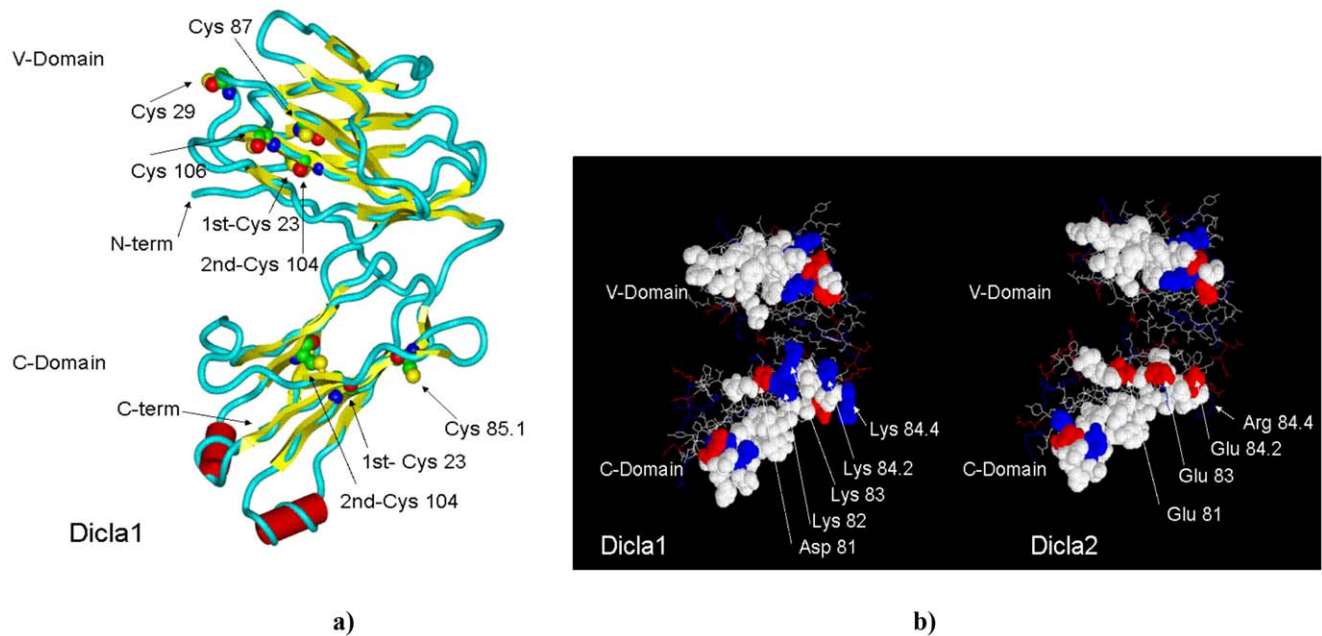 Cys 87
V-Domain
Cys 29
Cys 106
1st-Cys 23
N-term
2nd-Cys 104
C-Domain
C-term
Cys 85.1
1st- Cys 23
2nd-Cys 104
Dicla1
a)
V-Domain
C-Domain
Lys 84.4
Lys 84.2
Lys 83
Lys 82
Asp 81
Dicla1
V-Domain
C-Domain
Arg 84.4
Glu 84.2
Glu 83
Glu 81
Dicla2
b)